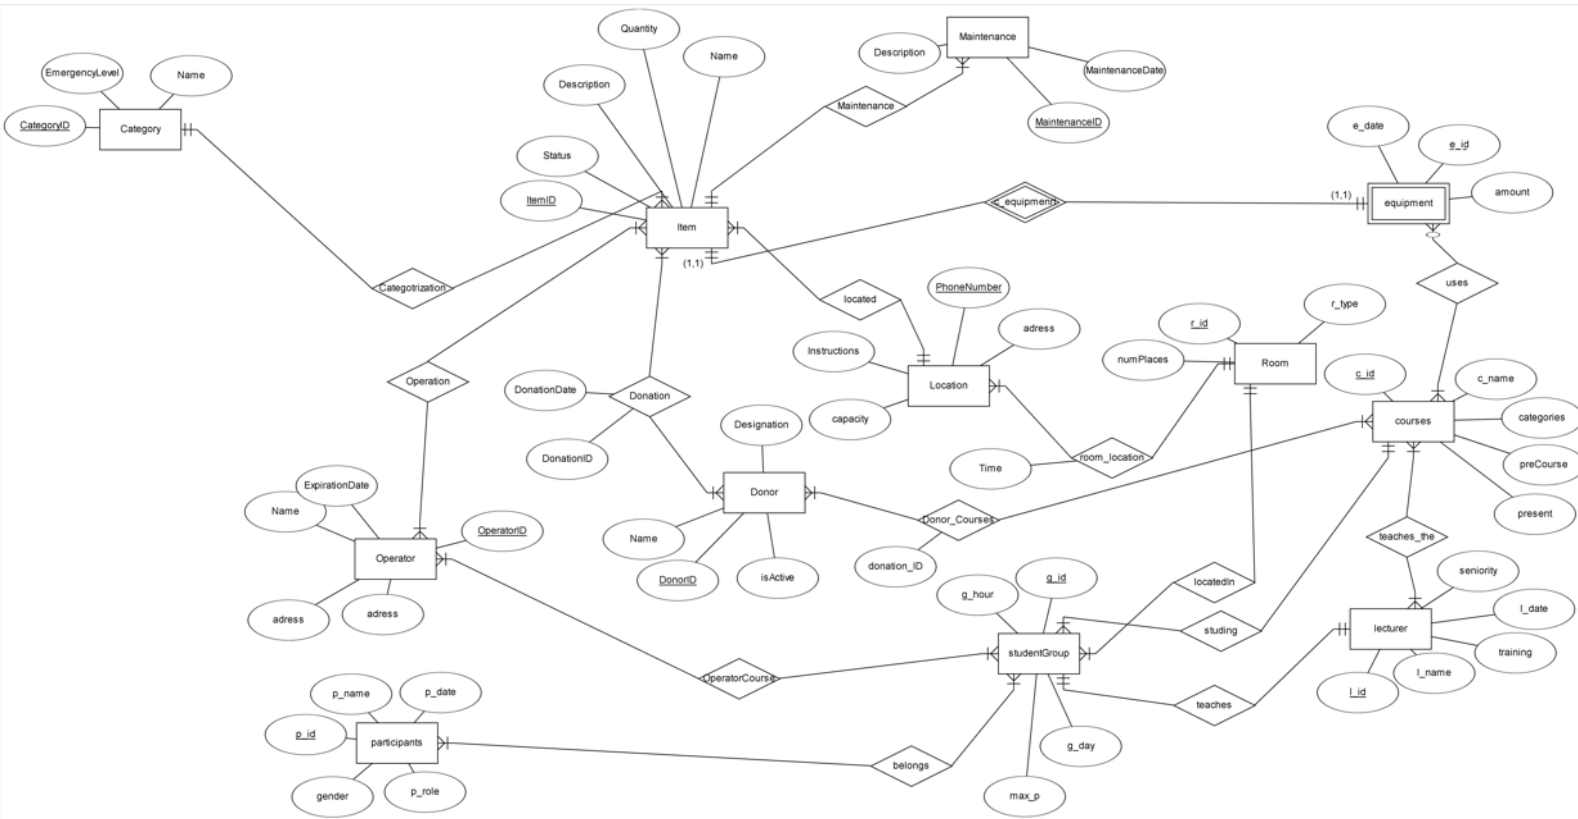 Quantity
Name
Description
Status
ItemID
Item
EmergencyLevel
Name
CategoryID
Category
Categotrization
Maintenance
Description
MaintenanceDate
MaintenanceID
Maintenance
e_date
e_id
amount
equipment
(1,1)
c_equipmend
(1,1)
uses
located
PhoneNumber
adress
Instructions
capacity
Location
r_id
r_type
numPlaces
Room
room_location
Time
c_id
c_name
categories
preCourse
present
courses
Operation
DonationDate
Donation
DonationID
Designation
Donor
Name
DonorID
isActive
Donor_Courses
donation_ID
ExpirationDate
Name
OperatorID
Operator
adress
adress
teaches_the
seniority
l_date
training
l_name
l_id
lecturer
locatedIn
studing
teaches
g_hour
g_id
studentGroup
g_day
max_p
OperatorCourse
p_name
p_date
p_id
participants
gender
p_role
belongs